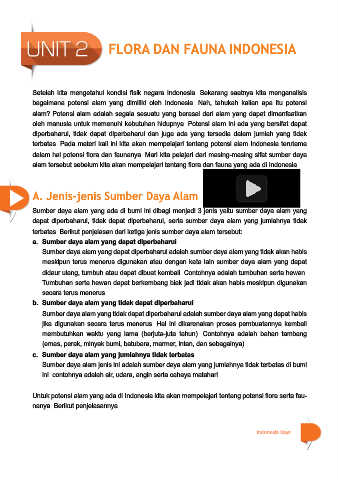 UNIT 2 FLORA DAN FAUNA INDONESIA
Setelah kita mengetahui kondisi fisik negara Indonesia Sekarang saatnya kita menganalisis
bagaimana potensi alam yang dimiliki oleh Indonesia Nah, tahukah kalian apa itu potensi
alam? Potensi alam adalah segala sesuatu yang berasal dari alam yang dapat dimanfaatkan
oleh manusia untuk memenuhi kebutuhan hidupnya Potensi alam ini ada yang bersifat dapat
diperbaharui, tidak dapat diperbaharui dan juga ada yang tersedia dalam jumlah yang tidak
terbatas Pada materi kali ini kita akan mempelajari tentang potensi alam Indonesia terutama
dalam hal potensi flora dan faunanya Mari kita pelajari dari masing-masing sifat sumber daya
alam tersebut sebelum kita akan mempelajari tentang flora dan fauna yang ada di Indonesia
A. Jenis-jenis Sumber Daya Alam
Sumber daya alam yang ada di bumi ini dibagi menjadi 3 jenis yaitu sumber daya alam yang
dapat diperbaharui, tidak dapat diperbaharui, serta sumber daya alam yang jumlahnya tidak
terbatas Berikut penjelasan dari ketiga jenis sumber daya alam tersebut:
a. Sumber daya alam yang dapat diperbaharui
Sumber daya alam yang dapat diperbaharui adalah sumber daya alam yang tidak akan habis
meskipun terus menerus digunakan atau dengan kata lain sumber daya alam yang dapat
didaur ulang, tumbuh atau dapat dibuat kembali Contohnya adalah tumbuhan serta hewan
Tumbuhan serta hewan dapat berkembang biak jadi tidak akan habis meskipun digunakan
secara terus menerus
b. Sumber daya alam yang tidak dapat diperbaharui
Sumber daya alam yang tidak dapat diperbaharui adalah sumber daya alam yang dapat habis
jika digunakan secara terus menerus Hal ini dikarenakan proses pembuatannya kembali
membutuhkan waktu yang lama (berjuta-juta tahun) Contohnya adalah bahan tambang
(emas, perak, minyak bumi, batubara, marmer, intan, dan sebagainya)
c. Sumber daya alam yang jumlahnya tidak terbatas
Sumber daya alam jenis ini adalah sumber daya alam yang jumlahnya tidak terbatas di bumi
ini contohnya adalah air, udara, angin serta cahaya matahari
Untuk potensi alam yang ada di Indonesia kita akan mempelajari tentang potensi flora serta fau-
nanya Berikut penjelasannya